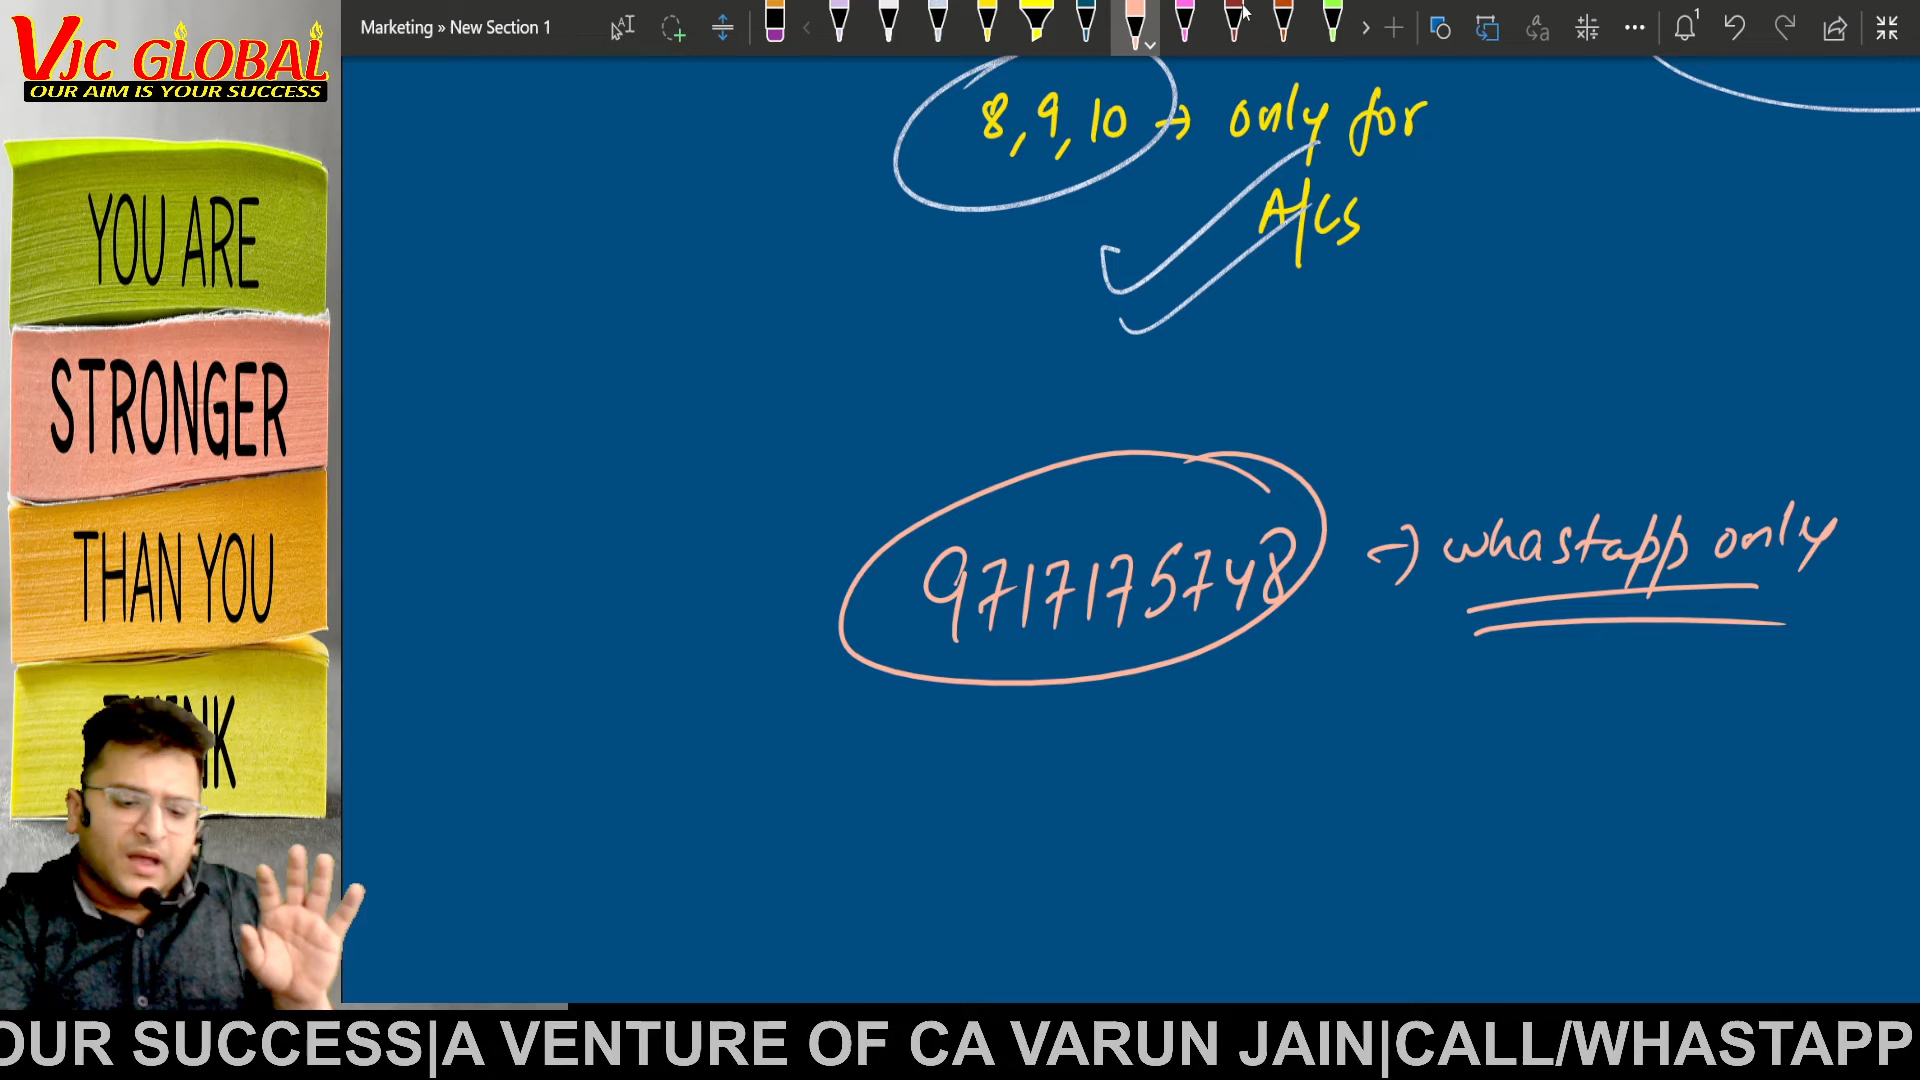 VJC GLOBAL
OUR AIM IS YOUR SUCCESS
Marketing » New Section 1
8, 9, 10 → only for
A/cs
YOU ARE
STRONGER
THAN YOU
9717175748 → whastapp only
OUR SUCCESS|A VENTURE OF CA VARUN JAIN|CALL/WHASTAPP